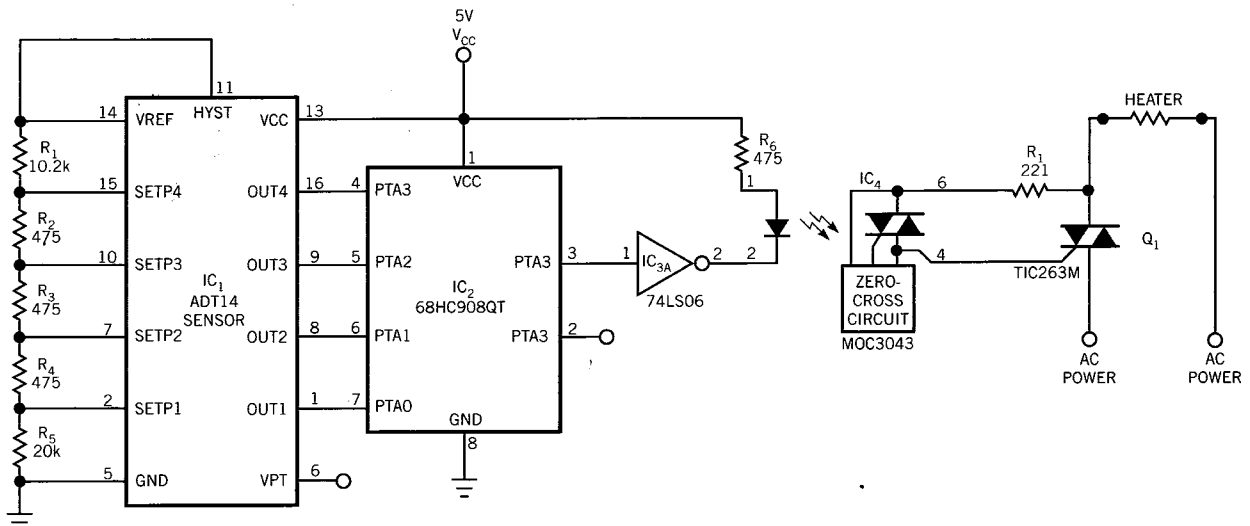 5V
VCC
11
HYST
14
VREF
VCC
13
R1
10.2k
15
SETP4
OUT4
16
4
PTA3
1
VCC
R2
475
10
SETP3
OUT3
9
5
PTA2
R3
475
IC1
ADT14
SENSOR
7
SETP2
OUT2
8
6
PTA1
IC2
68HC908QT
PTA3
3
PTA3
2
R4
475
2
SETP1
OUT1
1
7
PTA0
GND
8
R5
20k
5
GND
VPT
6
R6
475
1
2
1
IC3A
2
74LS06
IC4
6
R1
221
4
ZERO-
CROSS
CIRCUIT
MOC3043
HEATER
Q1
TIC263M
AC
POWER
AC
POWER